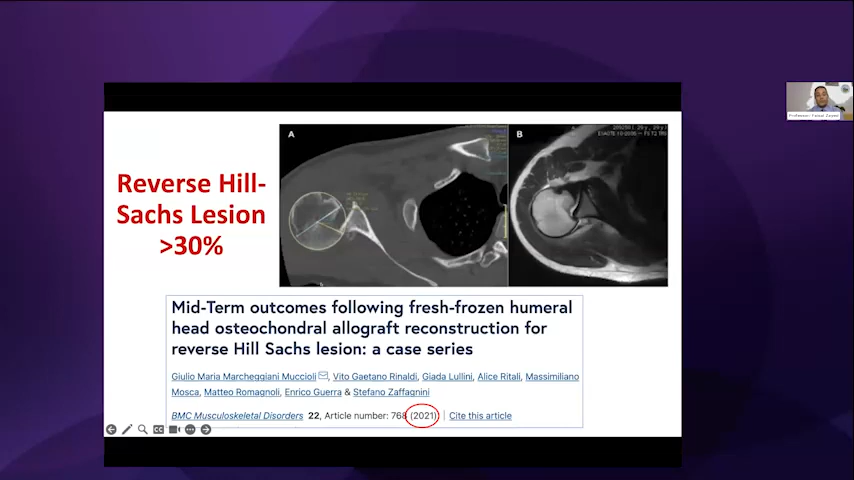 Reverse Hill-
Sachs Lesion
>30%
A
B
Mid-Term outcomes following fresh-frozen humeral
head osteochondral allograft reconstruction for
reverse Hill Sachs lesion: a case series
Giulio Maria Marcheggiani Muccioli, Vito Gaetano Rinaldi, Giada Lullini, Alice Ritali, Massimiliano
Mosca, Matteo Romagnoli, Enrico Guerra & Stefano Zaffagnini
BMC Musculoskeletal Disorders 22, Article number: 768 (2021) | Cite this article
CC